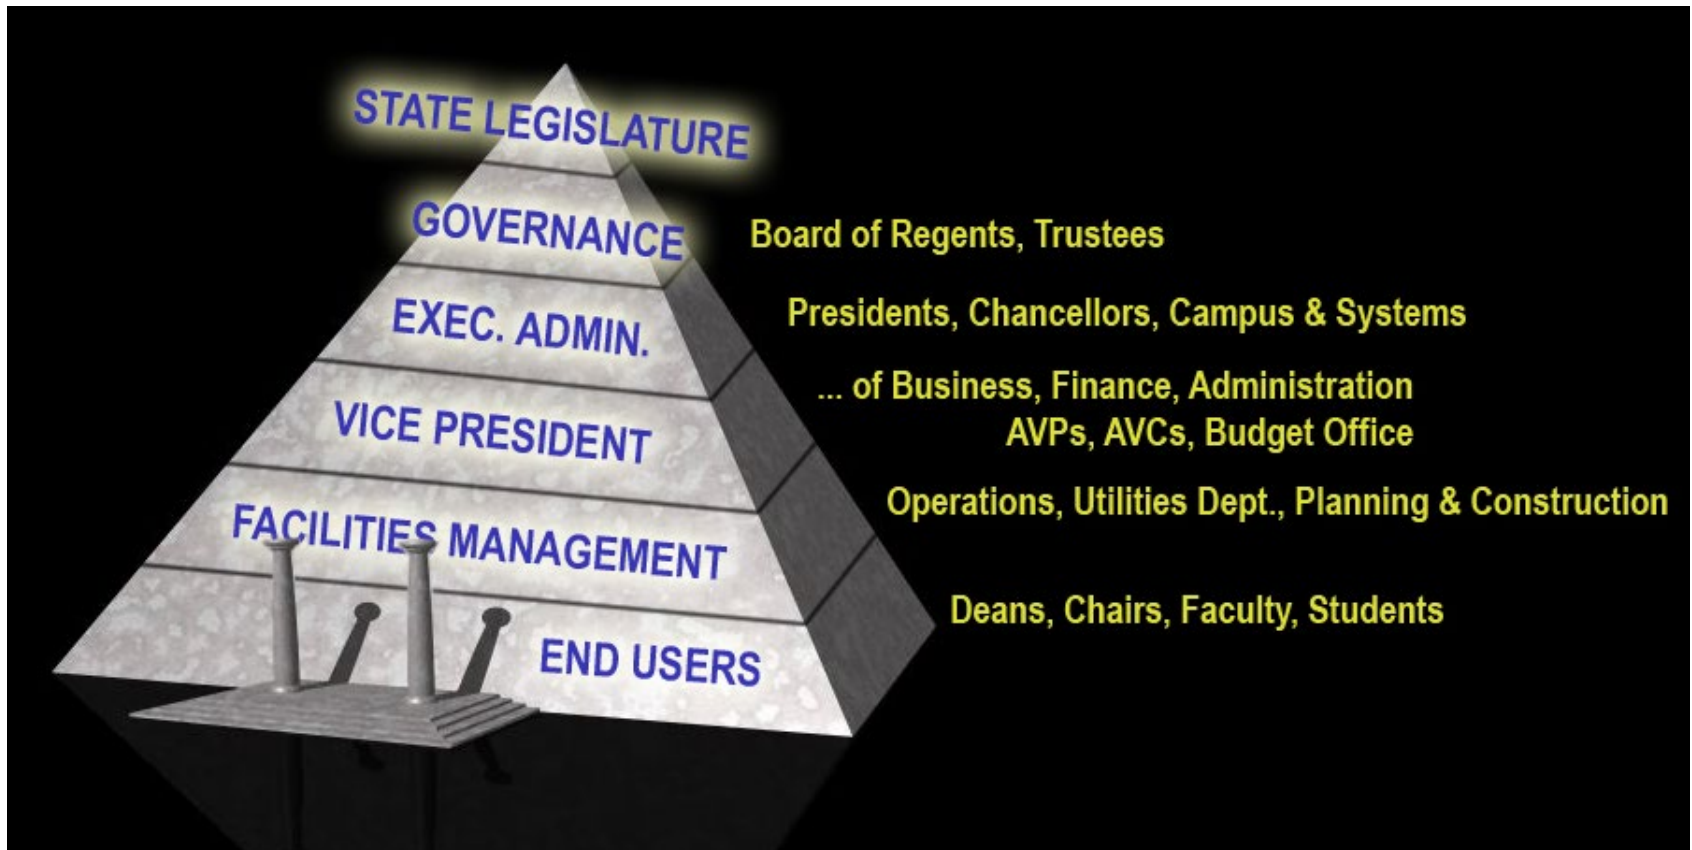 STATE LEGISLATURE
GOVERNANCE
Board of Regents, Trustees
EXEC. ADMIN.
Presidents, Chancellors, Campus & Systems
VICE PRESIDENT
... of Business, Finance, Administration
AVPs, AVCs, Budget Office
FACILITIES MANAGEMENT
Operations, Utilities Dept., Planning & Construction
END USERS
Deans, Chairs, Faculty, Students